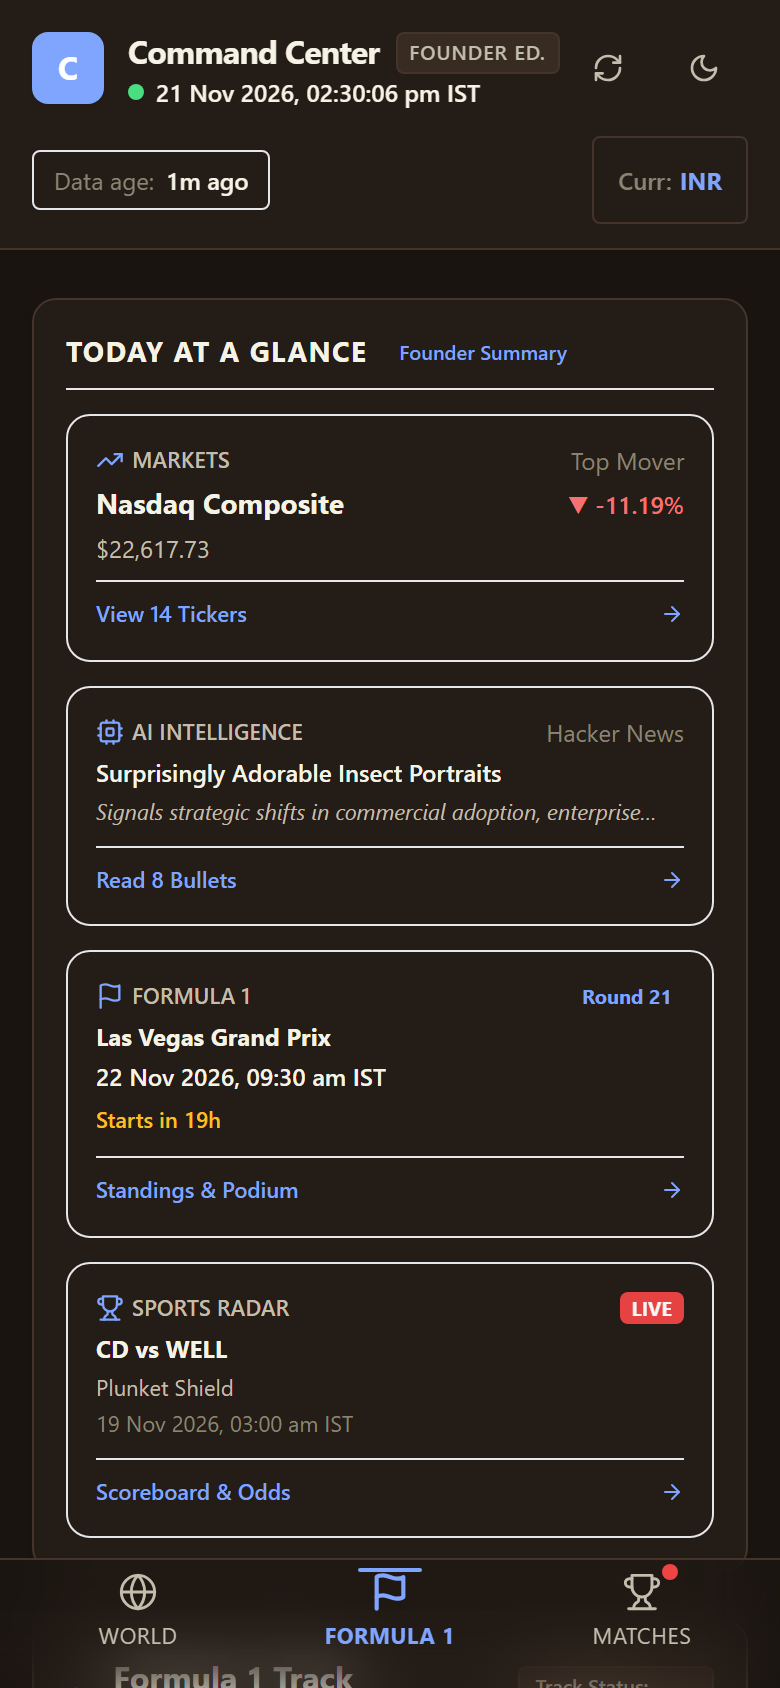 C
Command Center FOUNDER ED.
21 Nov 2026, 02:30:06 pm IST
Data age: 1m ago
Curr: INR
TODAY AT A GLANCE Founder Summary
MARKETS Top Mover
Nasdaq Composite ▼ -11.19%
$22,617.73
View 14 Tickers →
AI INTELLIGENCE Hacker News
Surprisingly Adorable Insect Portraits
Signals strategic shifts in commercial adoption, enterprise...
Read 8 Bullets →
FORMULA 1 Round 21
Las Vegas Grand Prix
22 Nov 2026, 09:30 am IST
Starts in 19h
Standings & Podium →
SPORTS RADAR LIVE
CD vs WELL
Plunket Shield
19 Nov 2026, 03:00 am IST
Scoreboard & Odds →
WORLD FORMULA 1 MATCHES
Formula 1 Track Track Status: